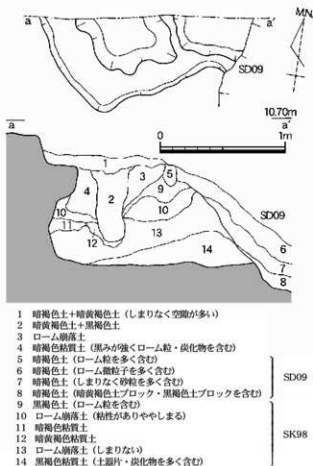 a
a'
MN
SD09
10.70m
a
a'
0
1m
1
4
2
3
5
9
10
10
11
12
13
14
SD09
6
7
8
1 暗褐色土+暗黄褐色土 (しまりなく空隙が多い)
2 暗黄褐色土+黒褐色土
3 ローム崩落土
4 暗褐色粘質土 (黒みが強くローム粒・炭化物を含む)
5 暗褐色土 (ローム粒を多く含む)
6 暗褐色土 (ローム微粒子を多く含む)
7 暗褐色土 (しまりなく砂粒を多く含む)
8 暗褐色土 (暗黄褐色土ブロック・黒褐色土ブロックを含む)
SD09
9 黒褐色土 (ローム粒を含む)
10 ローム崩落土 (粘性がありややしまる)
11 暗褐色粘質土
12 暗黄褐色粘質土
13 ローム崩落土 (しまりない)
14 黒褐色粘質土 (土器片・炭化物を多く含む)
SK98